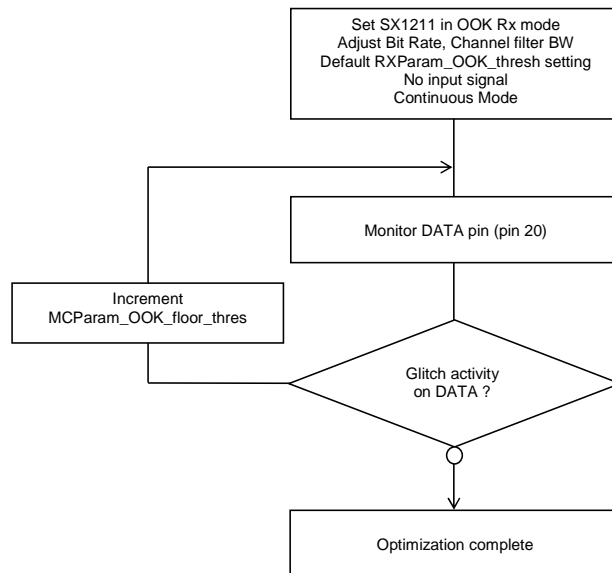 Set SX1211 in OOK Rx mode
Adjust Bit Rate, Channel filter BW
Default RXParam_OOK_thresh setting
No input signal
Continuous Mode
Monitor DATA pin (pin 20)
Increment
MCParam_OOK_floor_thres
Glitch activity
on DATA ?
Optimization complete